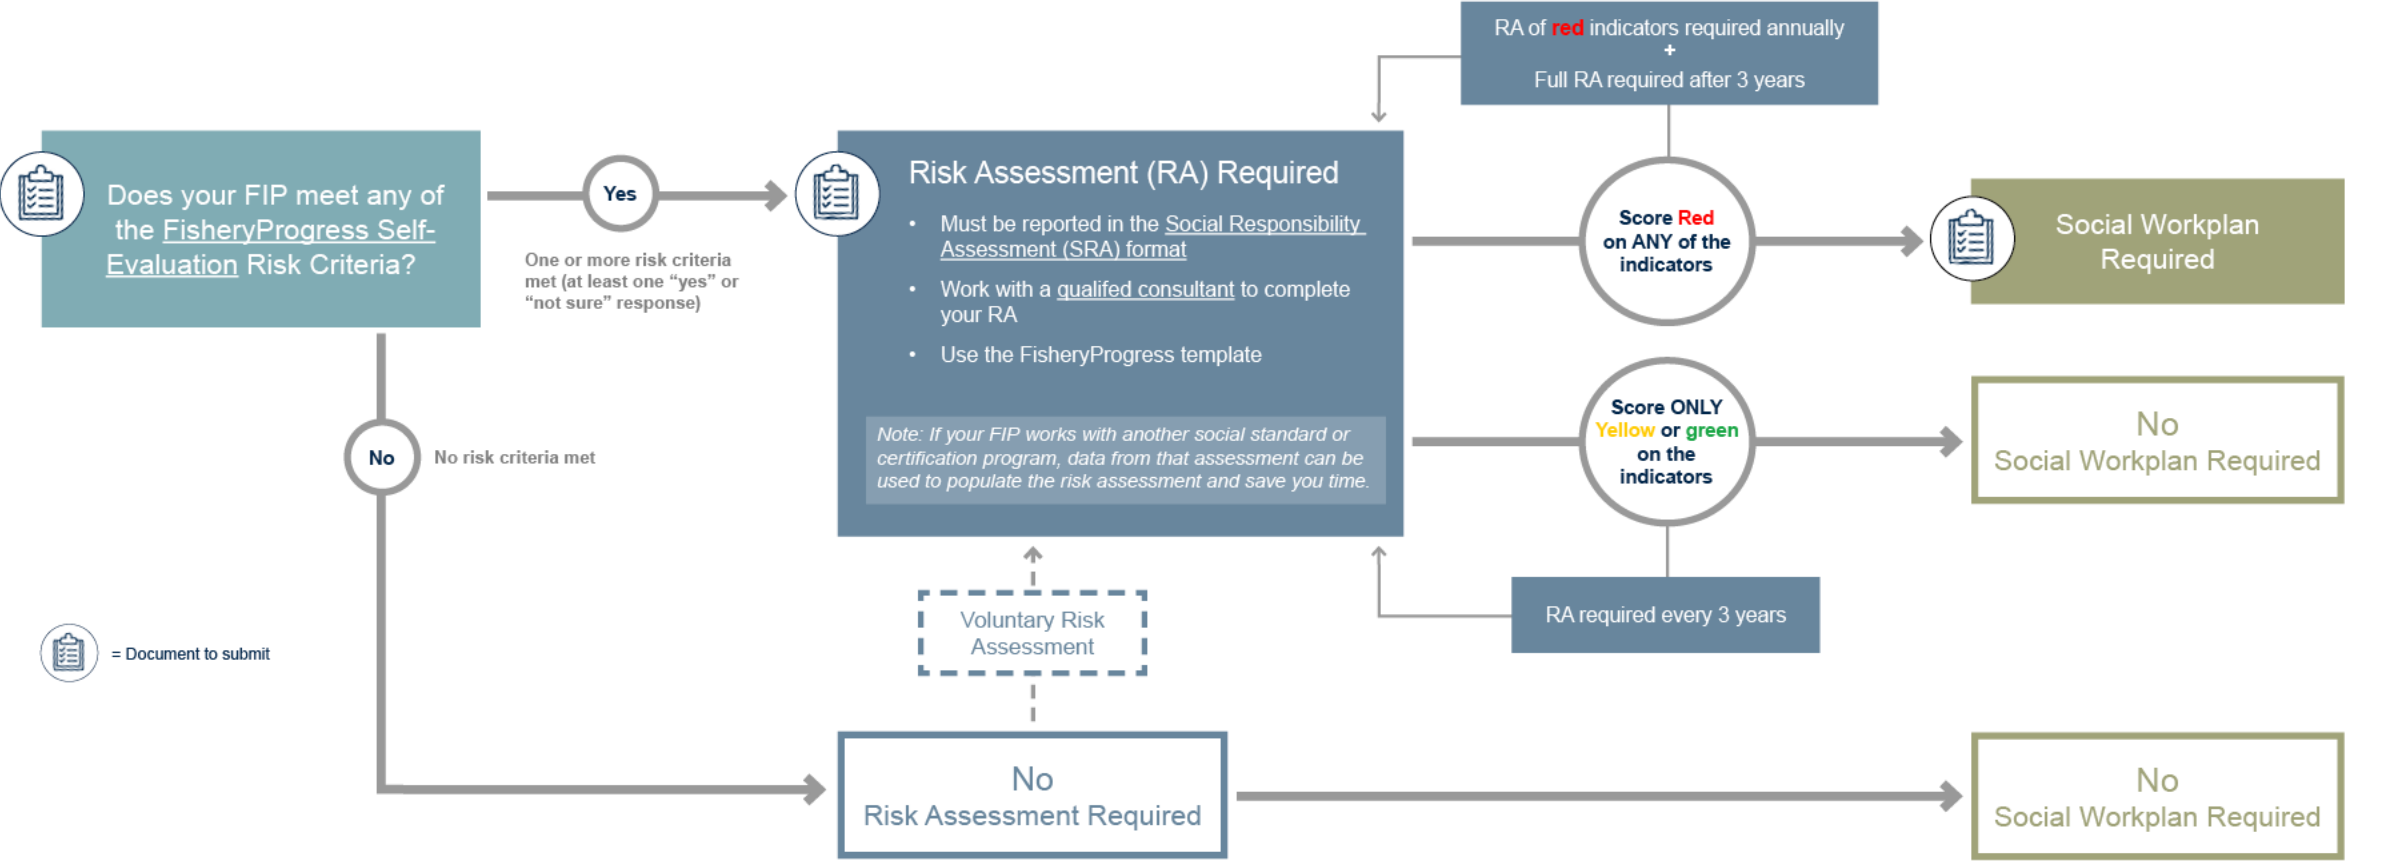 RA of red indicators required annually
+
Full RA required after 3 years
Does your FIP meet any of
the FisheryProgress Self-
Evaluation Risk Criteria?
Yes
One or more risk criteria
met (at least one “yes” or
“not sure” response)
No
No risk criteria met
Risk Assessment (RA) Required
• Must be reported in the Social Responsibility
Assessment (SRA) format
• Work with a qualifed consultant to complete
your RA
• Use the FisheryProgress template
Note: If your FIP works with another social standard or
certification program, data from that assessment can be
used to populate the risk assessment and save you time.
Score Red
on ANY of the
indicators
Social Workplan
Required
Score ONLY
Yellow or green
on the
indicators
No
Social Workplan Required
RA required every 3 years
Voluntary Risk
Assessment
= Document to submit
No
Risk Assessment Required
No
Social Workplan Required